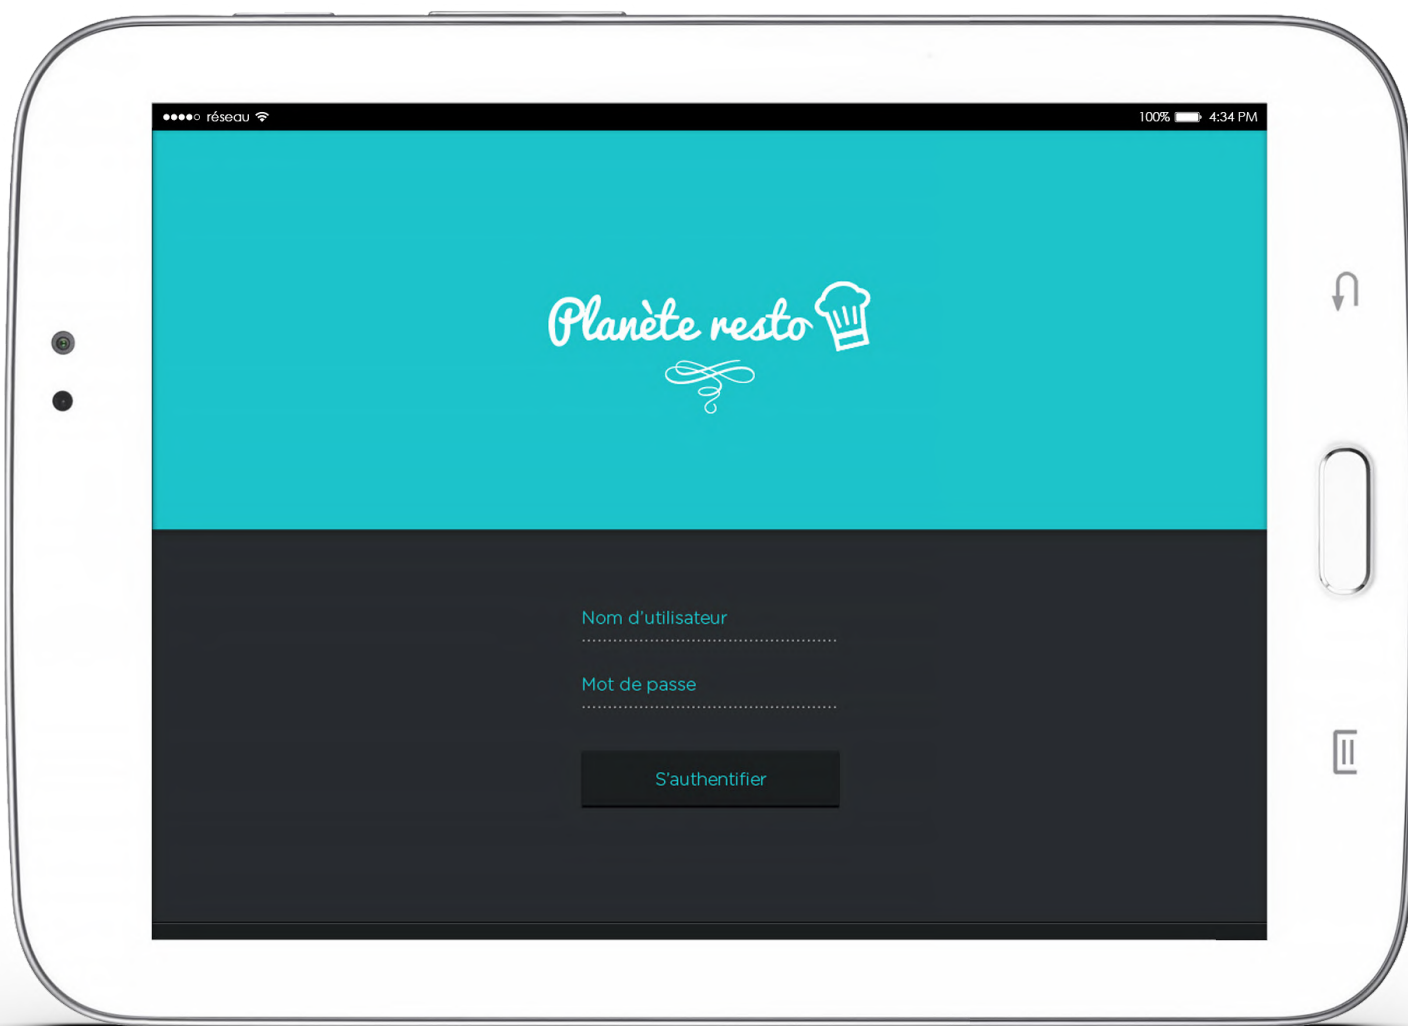 réseau 100% 4:34 PM
Planète resto
Nom d'utilisateur
Mot de passe
S'authentifier